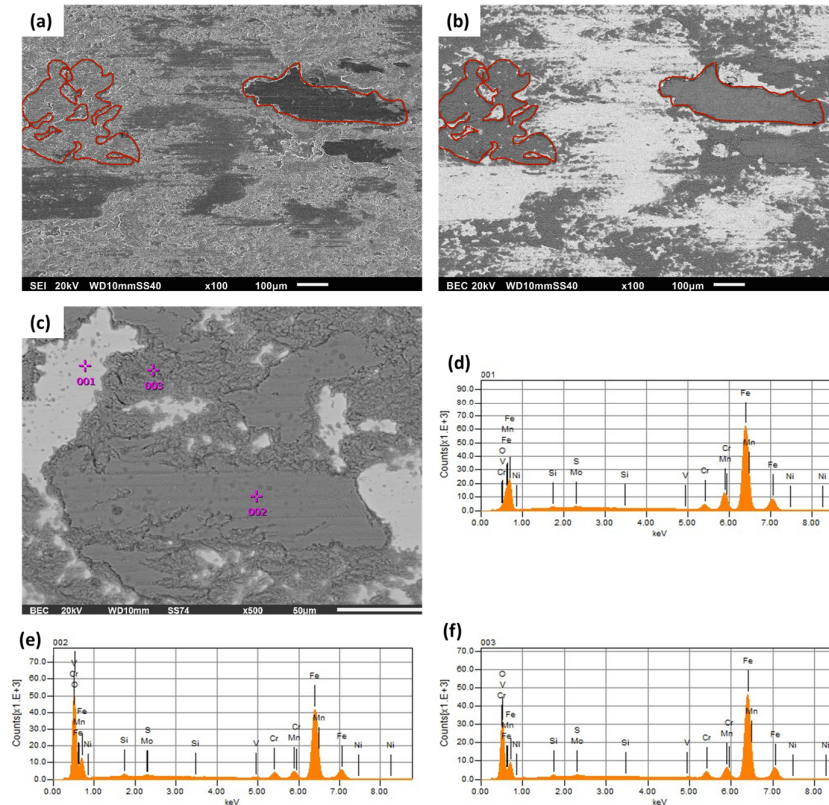 (a)
SEI 20kV WD10mmSS40 x100 100µm
(b)
BEC 20kV WD10mmSS40 x100 100µm
(c)
001
003
002
BEC 20kV WD10mm SS74 x500 50µm
(d)
001
Counts[x1.E+3]
90.0
80.0
70.0
60.0
50.0
40.0
30.0
20.0
10.0
0.0
Fe
Mn
Fe
O
V
Cr
Ni
Si
S
Mo
Si
V
Cr
Cr
Mn
Fe
Mn
Fe
Ni
Ni
0.00 1.00 2.00 3.00 4.00 5.00 6.00 7.00 8.00
keV
(e)
002
Counts[x1.E+3]
70.0
60.0
50.0
40.0
30.0
20.0
10.0
0.0
V
Cr
O
Fe
Mn
Fe
Ni
Si
S
Mo
Si
V
Cr
Cr
Mn
Fe
Mn
Fe
Ni
Ni
0.00 1.00 2.00 3.00 4.00 5.00 6.00 7.00 8.00
keV
(f)
003
Counts[x1.E+3]
70.0
60.0
50.0
40.0
30.0
20.0
10.0
0.0
O
V
Cr
Fe
Mn
Fe
Ni
Si
S
Mo
Si
V
Cr
Cr
Mn
Fe
Mn
Fe
Ni
Ni
0.00 1.00 2.00 3.00 4.00 5.00 6.00 7.00 8.00
keV